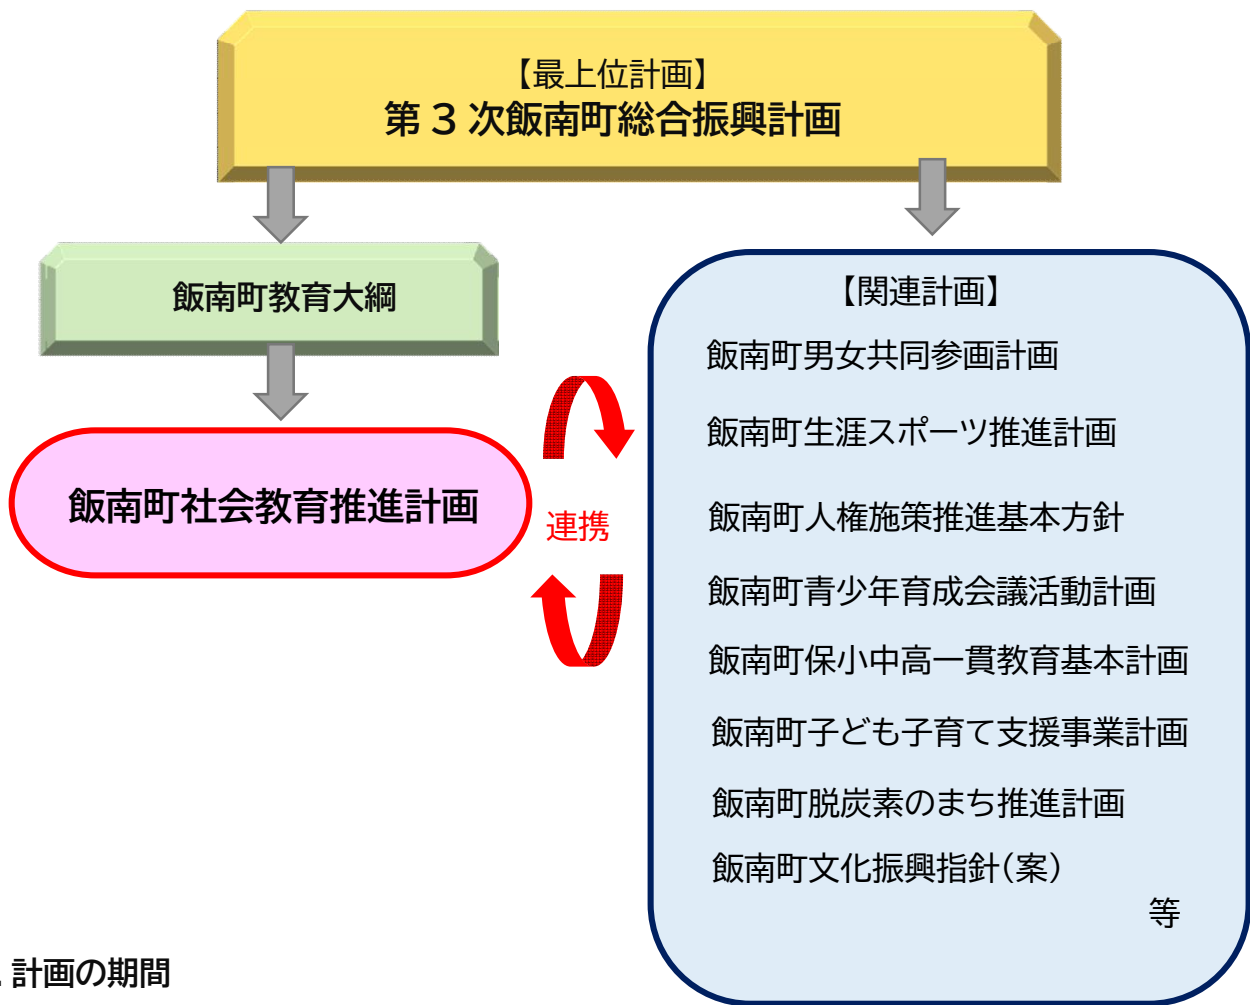 【最上位計画】
第３次飯南町総合振興計画
飯南町教育大綱
飯南町社会教育推進計画
連携
【関連計画】
飯南町男女共同参画計画
飯南町生涯スポーツ推進計画
飯南町人権施策推進基本方針
飯南町青少年育成会議活動計画
飯南町保小中高一貫教育基本計画
飯南町子ども子育て支援事業計画
飯南町脱炭素のまち推進計画
飯南町文化振興指針(案)
等
計画の期間